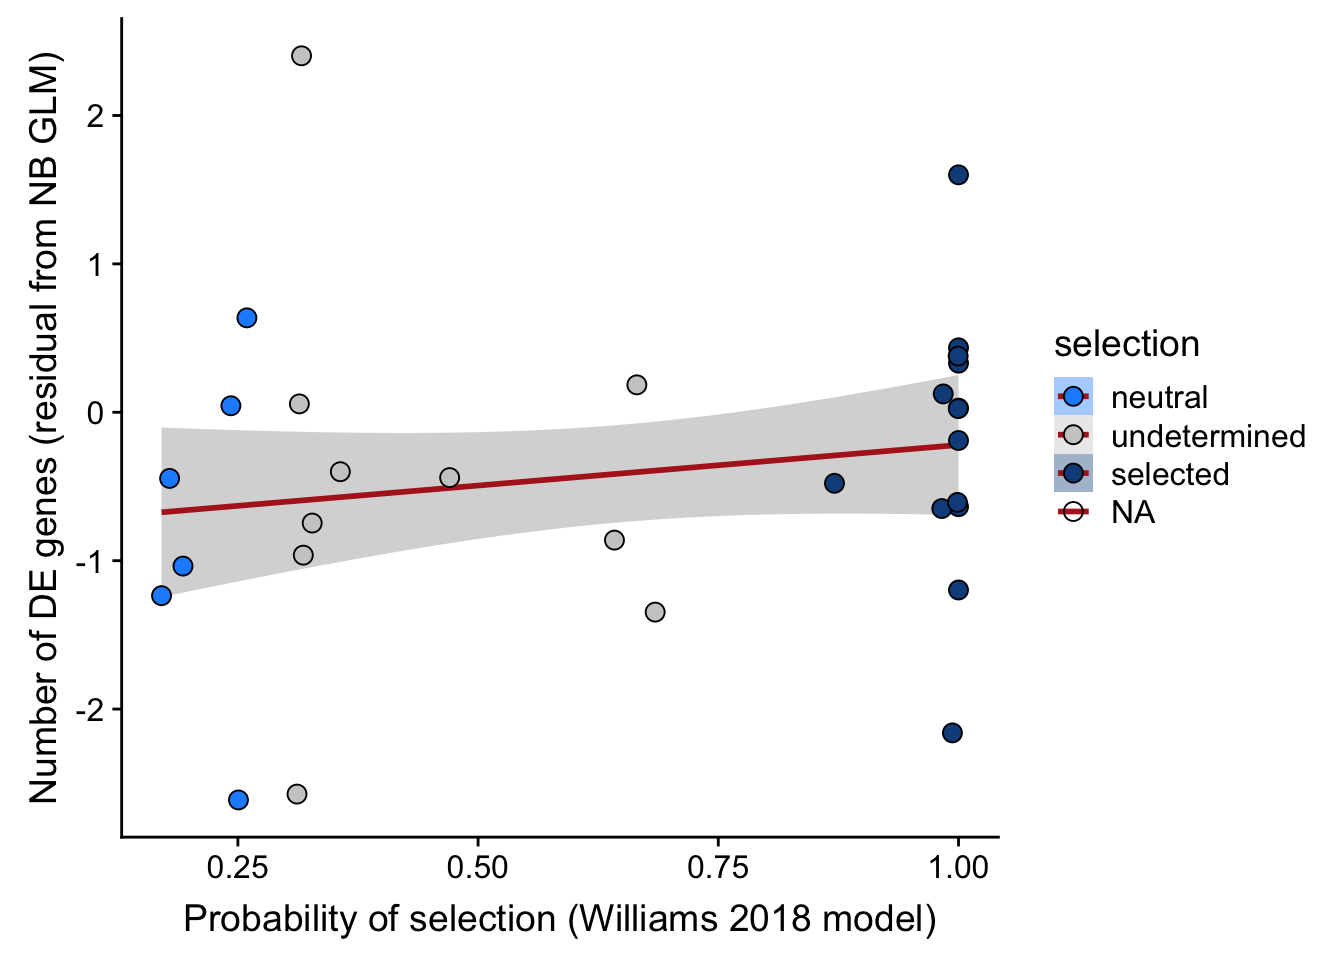 Number of DE genes (residual from NB GLM)
2
1
0
-1
-2
0.25 0.50 0.75 1.00
Probability of selection (Williams 2018 model)
selection
neutral
undetermined
selected
NA